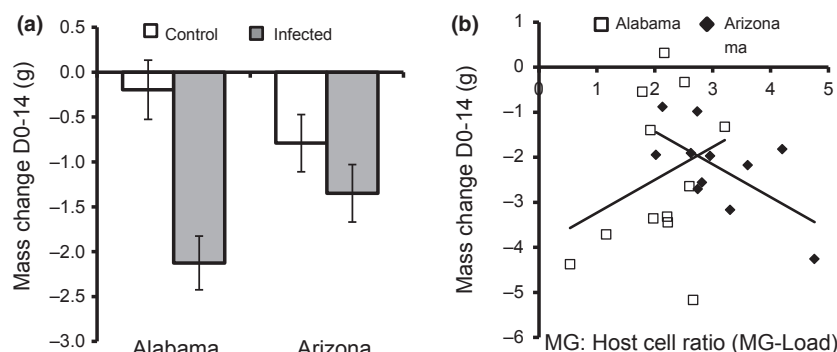 (a)
Control Infected
Mass change D0-14 (g)
0.5
0.0
–0.5
–1.0
–1.5
–2.0
–2.5
–3.0
Alabama Arizona
(b)
Alabama Arizona
ma
Mass change D0-14 (g)
1
0
–1
–2
–3
–4
–5
–6
0 1 2 3 4 5
MG: Host cell ratio (MG-Load)